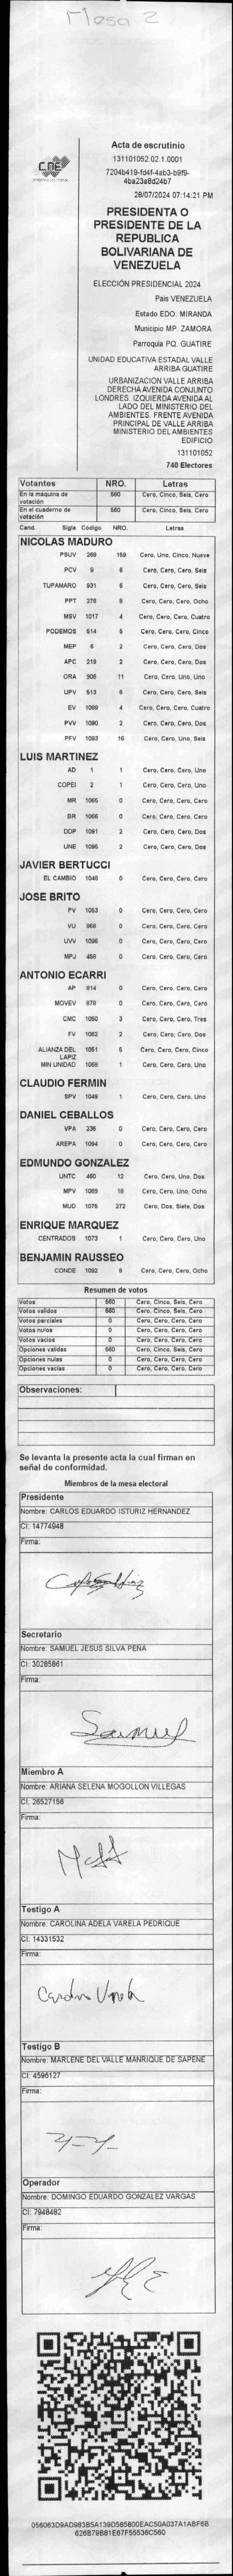 Mesa 2
CNE
Acta de escrutinio
131101052.02.1.0001
7204b419-fd4f-4ab3-b9f9-
4ba23a8d24b7
28/07/2024 07:14:21 PM
PRESIDENTA O
PRESIDENTE DE LA
REPUBLICA
BOLIVARIANA DE
VENEZUELA
ELECCIÓN PRESIDENCIAL 2024
Pais VENEZUELA
Estado EDO. MIRANDA
Municipio MP. ZAMORA
Parroquia PQ. GUATIRE
UNIDAD EDUCATIVA ESTADAL VALLE
ARRIBA GUATIRE
URBANIZACION VALLE ARRIBA
DERECHA AVENIDA CONJUNTO
LONDRES. IZQUIERDA AVENIDA AL
LADO DEL MINISTERIO DEL
AMBIENTES. FRENTE AVENIDA
PRINCIPAL DE VALLE ARRIBA
MINISTERIO DEL AMBIENTES
EDIFICIO
131101052
740 Electores
Votantes NRO. Letras
En la máquina de votación 560 Cero, Cinco, Seis, Cero
En el cuaderno de votación 560 Cero, Cinco, Seis, Cero
Cand. Sigla Código NRO. Letras
NICOLAS MADURO
PSUV 269 159 Cero, Uno, Cinco, Nueve
PCV 9 6 Cero, Cero, Cero, Seis
TUPAMARO 931 6 Cero, Cero, Cero, Seis
PPT 276 8 Cero, Cero, Cero, Ocho
MSV 1017 4 Cero, Cero, Cero, Cuatro
PODEMOS 514 5 Cero, Cero, Cero, Cinco
MEP 6 2 Cero, Cero, Cero, Dos
APC 219 2 Cero, Cero, Cero, Dos
ORA 906 11 Cero, Cero, Uno, Uno
UPV 513 6 Cero, Cero, Cero, Seis
EV 1089 4 Cero, Cero, Cero, Cuatro
PVV 1090 2 Cero, Cero, Cero, Dos
PFV 1093 16 Cero, Cero, Uno, Seis
LUIS MARTINEZ
AD 1 1 Cero, Cero, Cero, Uno
COPEI 2 1 Cero, Cero, Cero, Uno
MR 1065 0 Cero, Cero, Cero, Cero
BR 1066 0 Cero, Cero, Cero, Cero
DDP 1091 2 Cero, Cero, Cero, Dos
UNE 1095 2 Cero, Cero, Cero, Dos
JAVIER BERTUCCI
EL CAMBIO 1048 0 Cero, Cero, Cero, Cero
JOSE BRITO
PV 1053 0 Cero, Cero, Cero, Cero
VU 868 0 Cero, Cero, Cero, Cero
UVV 1096 0 Cero, Cero, Cero, Cero
MPJ 458 0 Cero, Cero, Cero, Cero
ANTONIO ECARRI
AP 814 0 Cero, Cero, Cero, Cero
MOVEV 879 0 Cero, Cero, Cero, Cero
CMC 1050 3 Cero, Cero, Cero, Tres
FV 1062 2 Cero, Cero, Cero, Dos
ALIANZA DEL LAPIZ 1051 5 Cero, Cero, Cero, Cinco
MIN UNIDAD 1058 1 Cero, Cero, Cero, Uno
CLAUDIO FERMIN
SPV 1049 1 Cero, Cero, Cero, Uno
DANIEL CEBALLOS
VPA 236 0 Cero, Cero, Cero, Cero
AREPA 1094 0 Cero, Cero, Cero, Cero
EDMUNDO GONZALEZ
UNTC 460 12 Cero, Cero, Uno, Dos
MPV 1069 18 Cero, Cero, Uno, Ocho
MUD 1075 272 Cero, Dos, Siete, Dos
ENRIQUE MARQUEZ
CENTRADOS 1073 1 Cero, Cero, Cero, Uno
BENJAMIN RAUSSEO
CONDE 1092 8 Cero, Cero, Cero, Ocho
Resumen de votos
Votos 560 Cero, Cinco, Seis, Cero
Votos validos 560 Cero, Cinco, Seis, Cero
Votos parciales 0 Cero, Cero, Cero, Cero
Votos nulos 0 Cero, Cero, Cero, Cero
Votos vacios 0 Cero, Cero, Cero, Cero
Opciones validas 560 Cero, Cinco, Seis, Cero
Opciones nulas 0 Cero, Cero, Cero, Cero
Opciones vacias 0 Cero, Cero, Cero, Cero
Observaciones:
Se levanta la presente acta la cual firman en
señal de conformidad.
Miembros de la mesa electoral
Presidente
Nombre: CARLOS EDUARDO ISTURIZ HERNANDEZ
CI: 14774948
Firma:
Secretario
Nombre: SAMUEL JESUS SILVA PEÑA
CI: 30285861
Firma:
Samuel
Miembro A
Nombre: ARIANA SELENA MOGOLLON VILLEGAS
CI: 26527156
Firma:
Testigo A
Nombre: CAROLINA ADELA VARELA PEDRIQUE
CI: 14331532
Firma:
Carolina Varela
Testigo B
Nombre: MARLENE DEL VALLE MANRIQUE DE SAPENE
CI: 4596127
Firma:
Operador
Nombre: DOMINGO EDUARDO GONZALEZ VARGAS
CI: 7948482
Firma:
056063D9AD983B5A139D585800EAC50A037A1ABF6B
626B79B81E67F55536C560